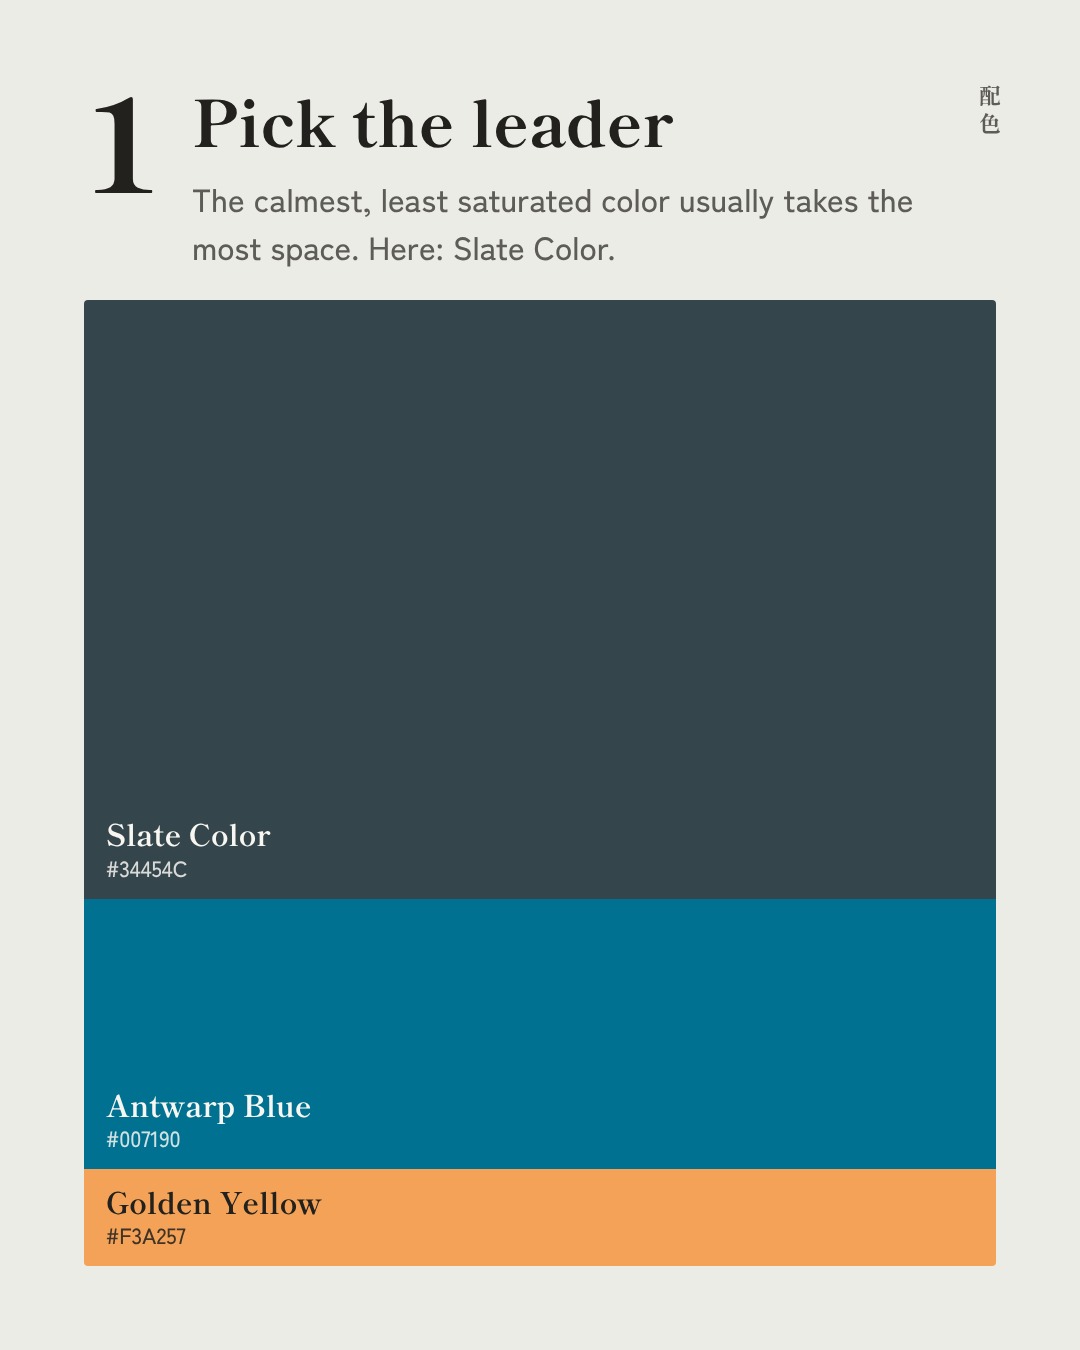 1
Pick the leader
配色
The calmest, least saturated color usually takes the
most space. Here: Slate Color.
Slate Color
#34454C
Antwarp Blue
#007190
Golden Yellow
#F3A257